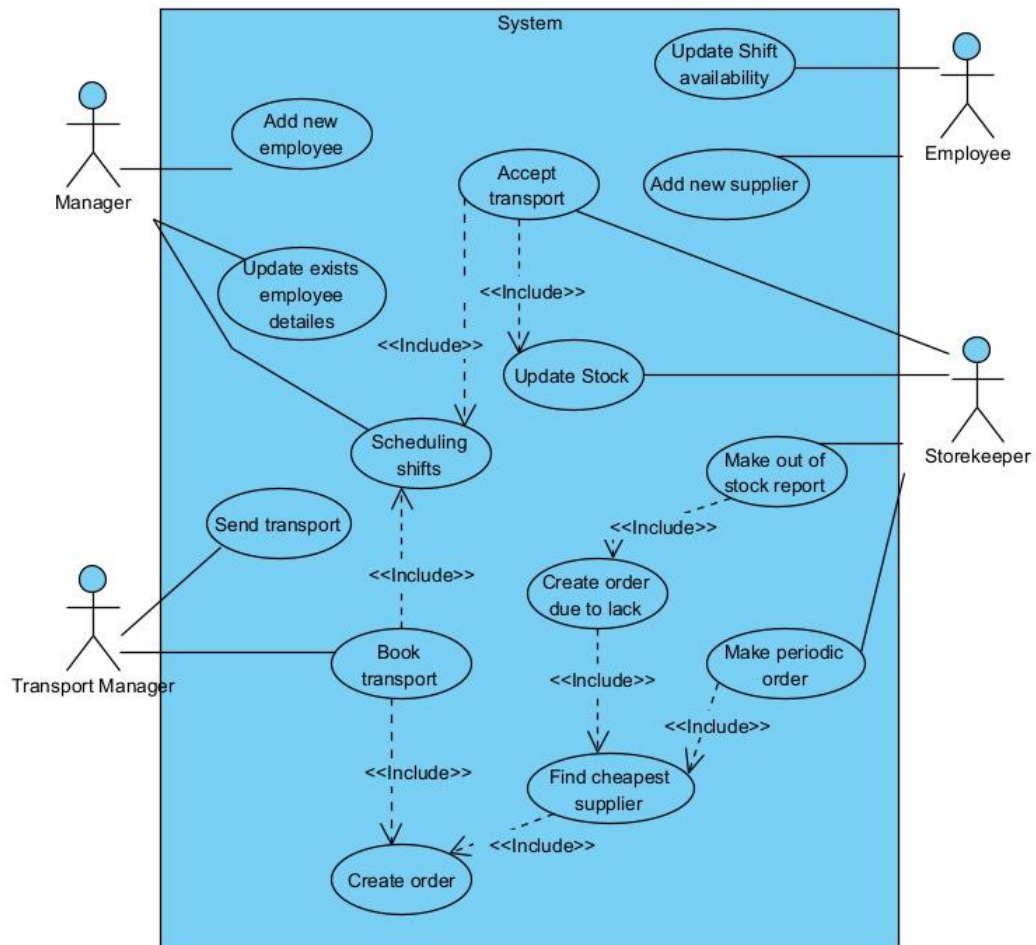 System
Update Shift
availability
Add new
employee
Employee
Manager
Accept
transport
Add new supplier
Update exists
employee
detailes
<<Include>>
<<Include>>
Update Stock
Scheduling
shifts
Make out of
stock report
Storekeeper
Send transport
<<Include>>
<<Include>>
Create order
due to lack
Transport Manager
Book
transport
Make periodic
order
<<Include>>
<<Include>>
<<Include>>
Find cheapest
supplier
<<Include>>
Create order